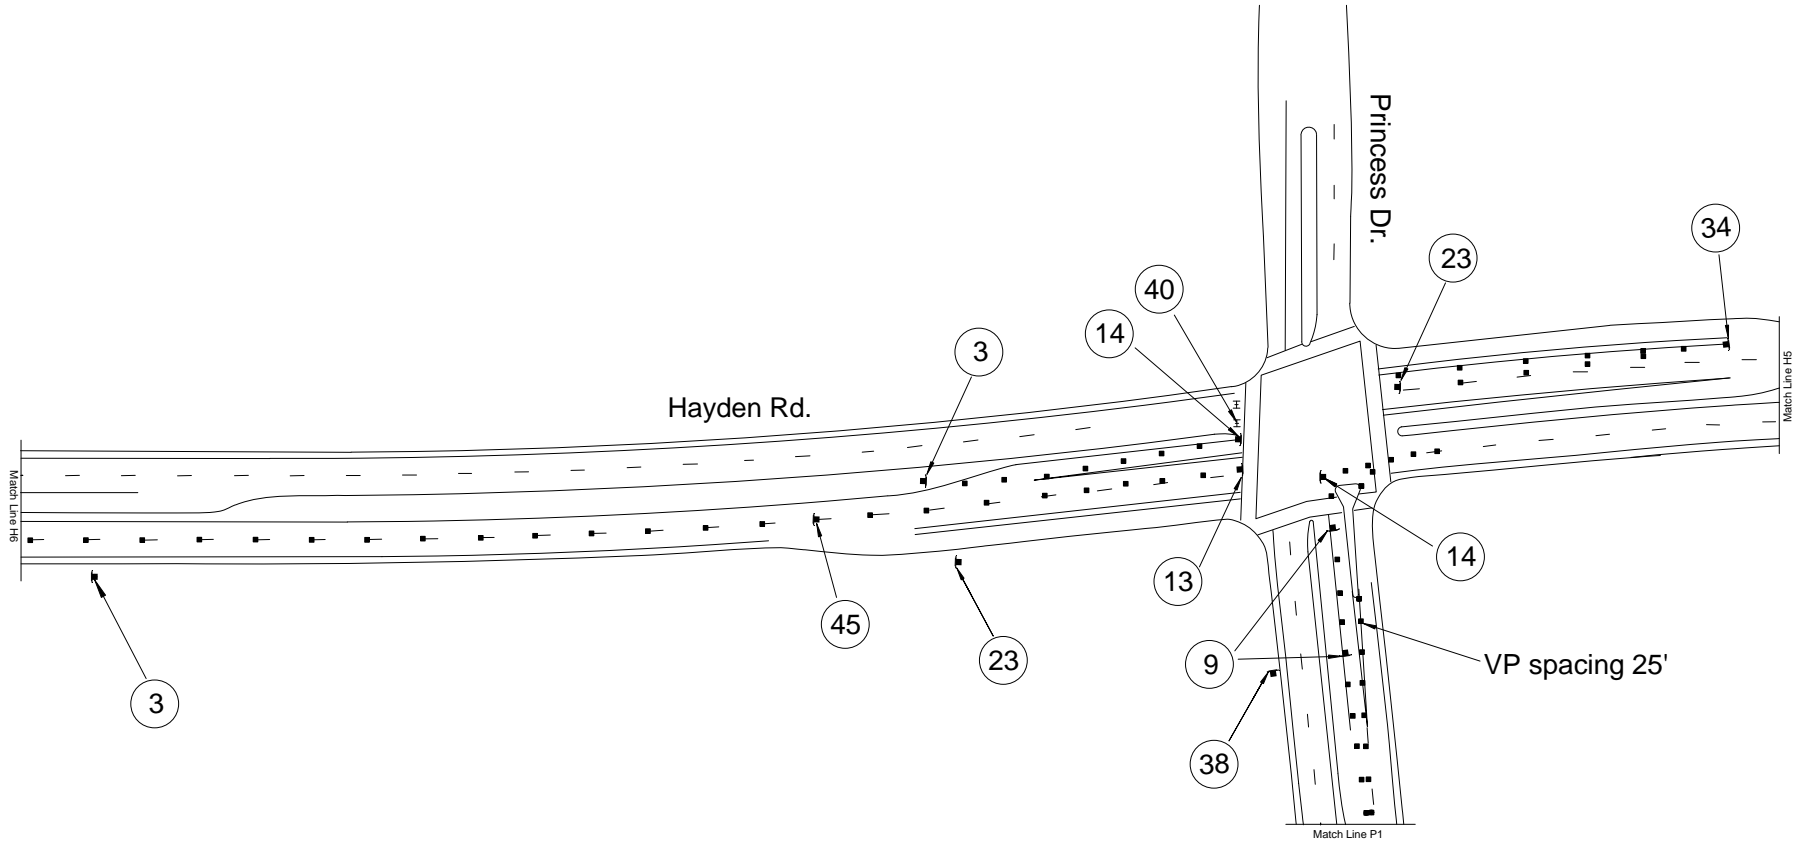 Princess Dr.
34
23
40
14
3
Match Line H5
Hayden Rd.
Match Line H6
14
13
45
23
9
VP spacing 25'
3
38
Match Line P1